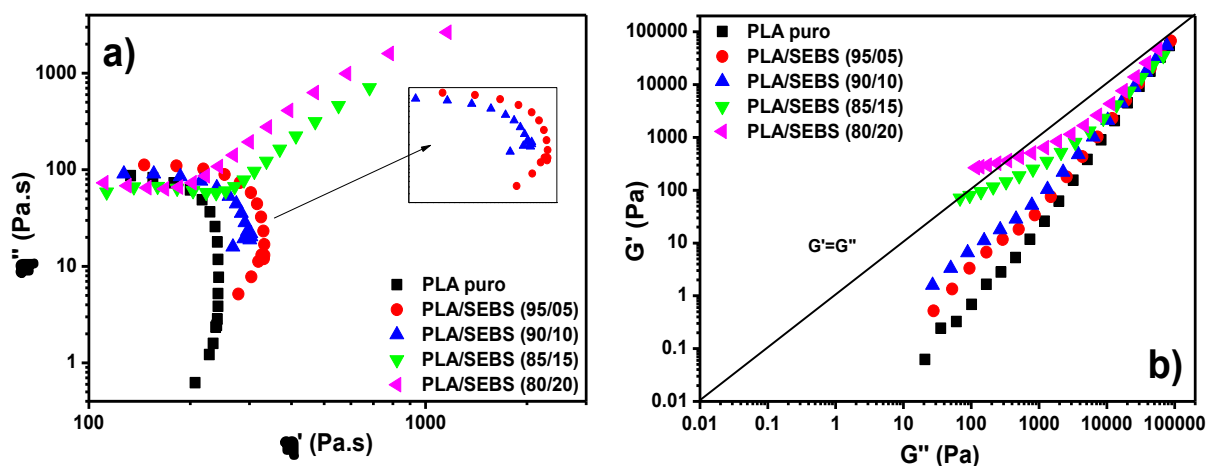 a)
1000
100
10
1
'' (Pa.s)
PLA puro
PLA/SEBS (95/05)
PLA/SEBS (90/10)
PLA/SEBS (85/15)
PLA/SEBS (80/20)
100
1000
' (Pa.s)
b)
100000
10000
1000
100
10
1
0.1
0.01
G' (Pa)
PLA puro
PLA/SEBS (95/05)
PLA/SEBS (90/10)
PLA/SEBS (85/15)
PLA/SEBS (80/20)
G'=G''
0.01 0.1 1 10 100 1000 10000 100000
G'' (Pa)